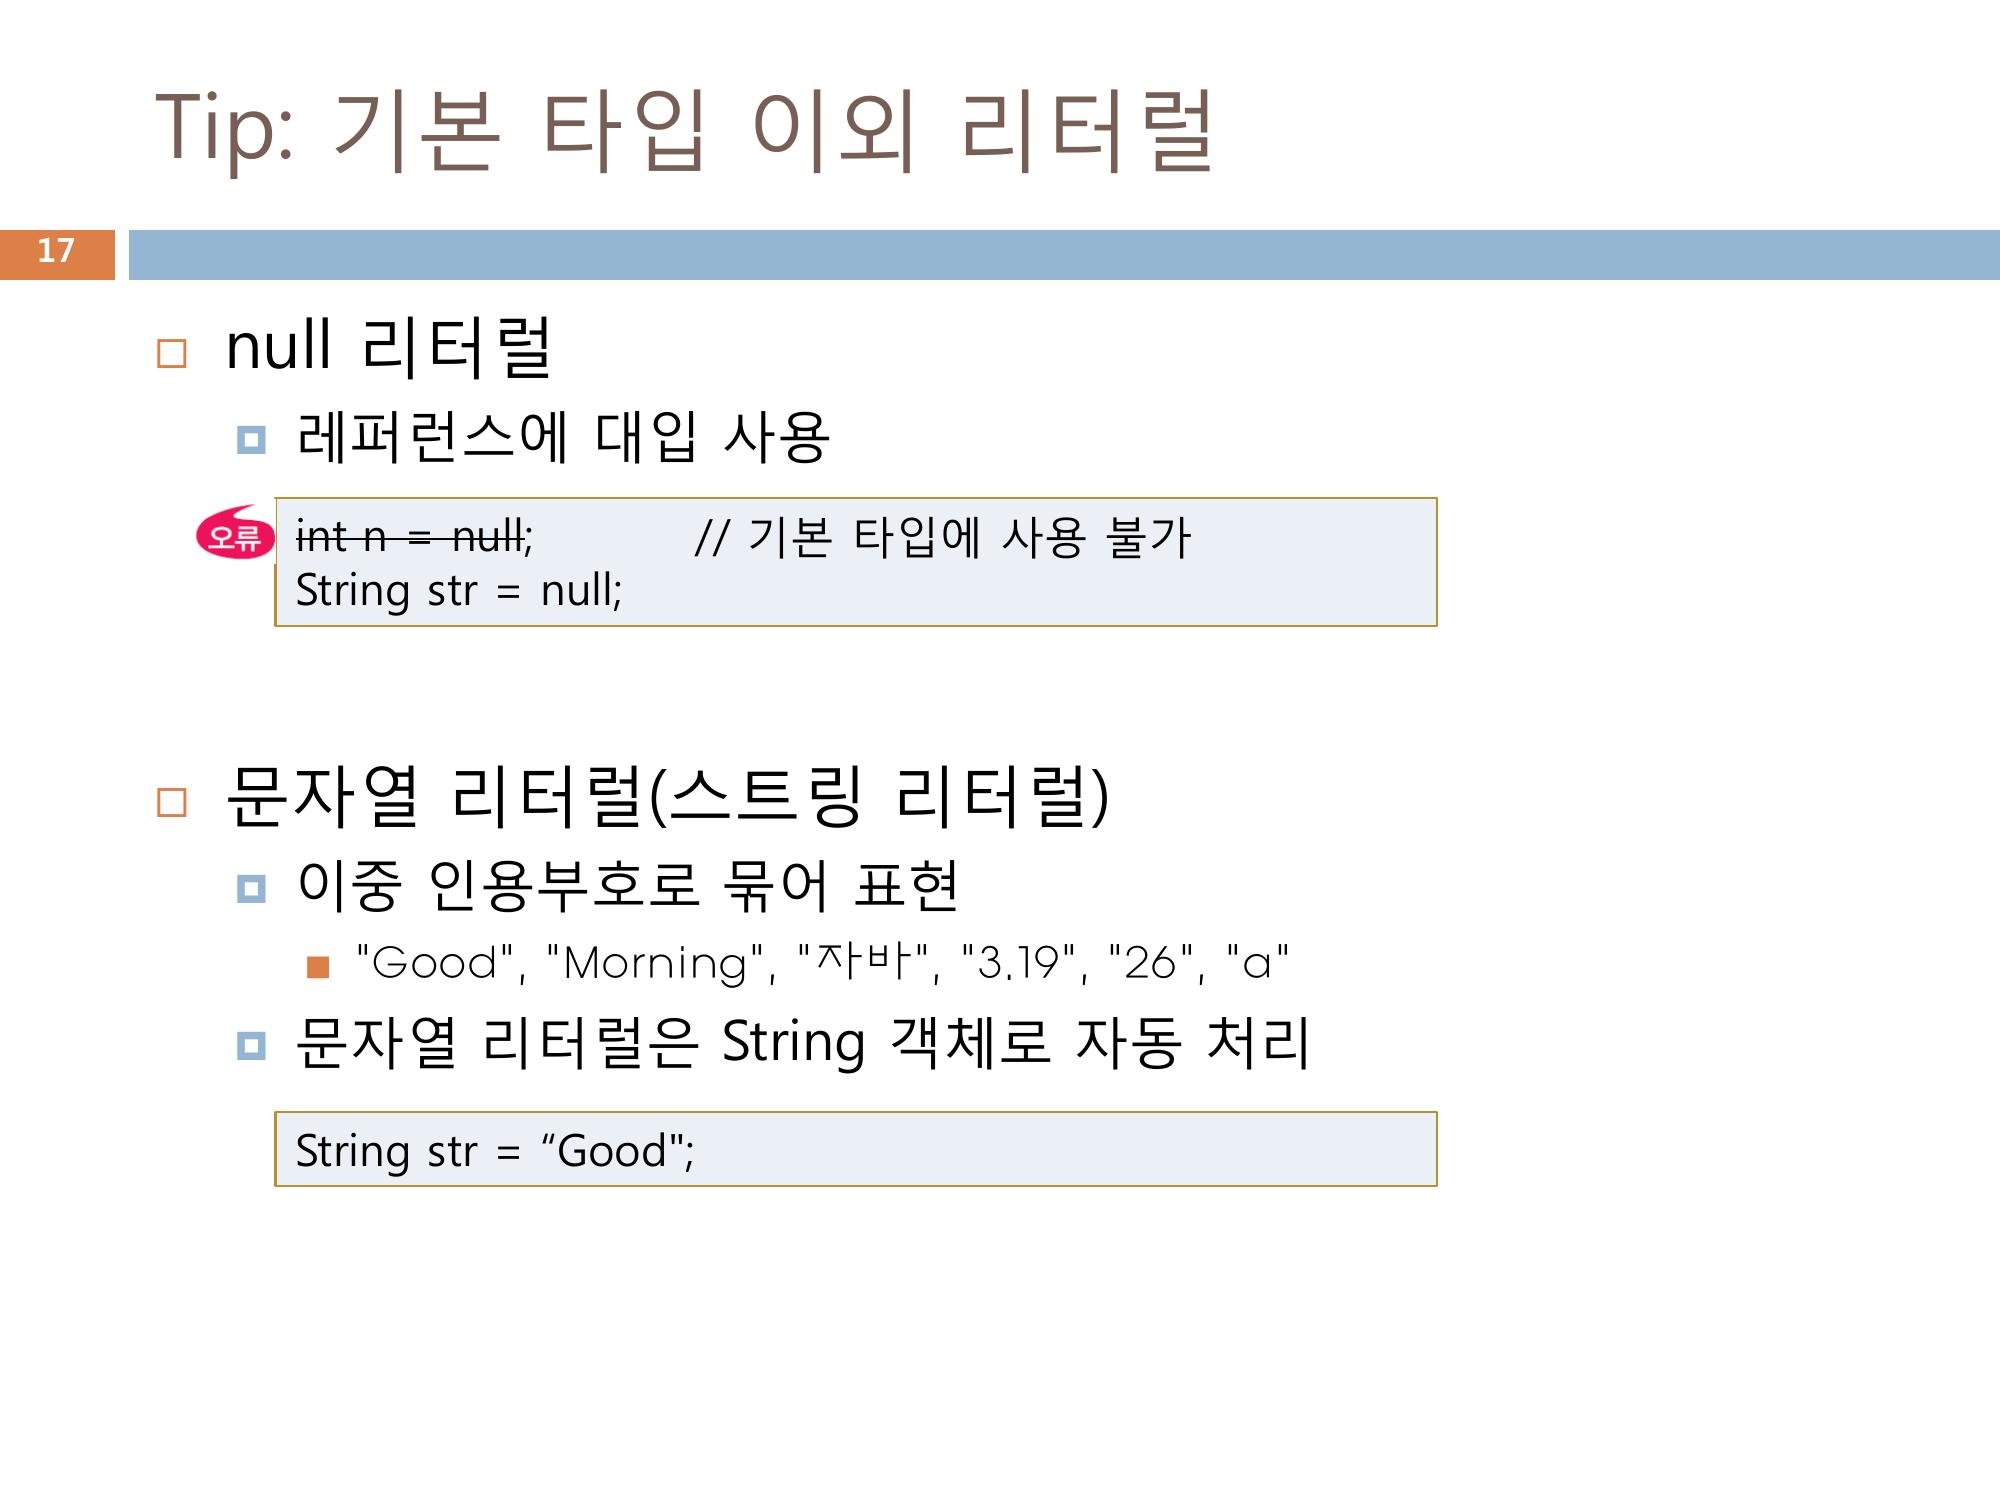 Tip: 기본 타입 이외 리터럴
17
null 리터럴
레퍼런스에 대입 사용
오류
int n = null; // 기본 타입에 사용 불가
String str = null;
문자열 리터럴(스트링 리터럴)
이중 인용부호로 묶어 표현
"Good", "Morning", "자바", "3.19", "26", "a"
문자열 리터럴은 String 객체로 자동 처리
String str = “Good";